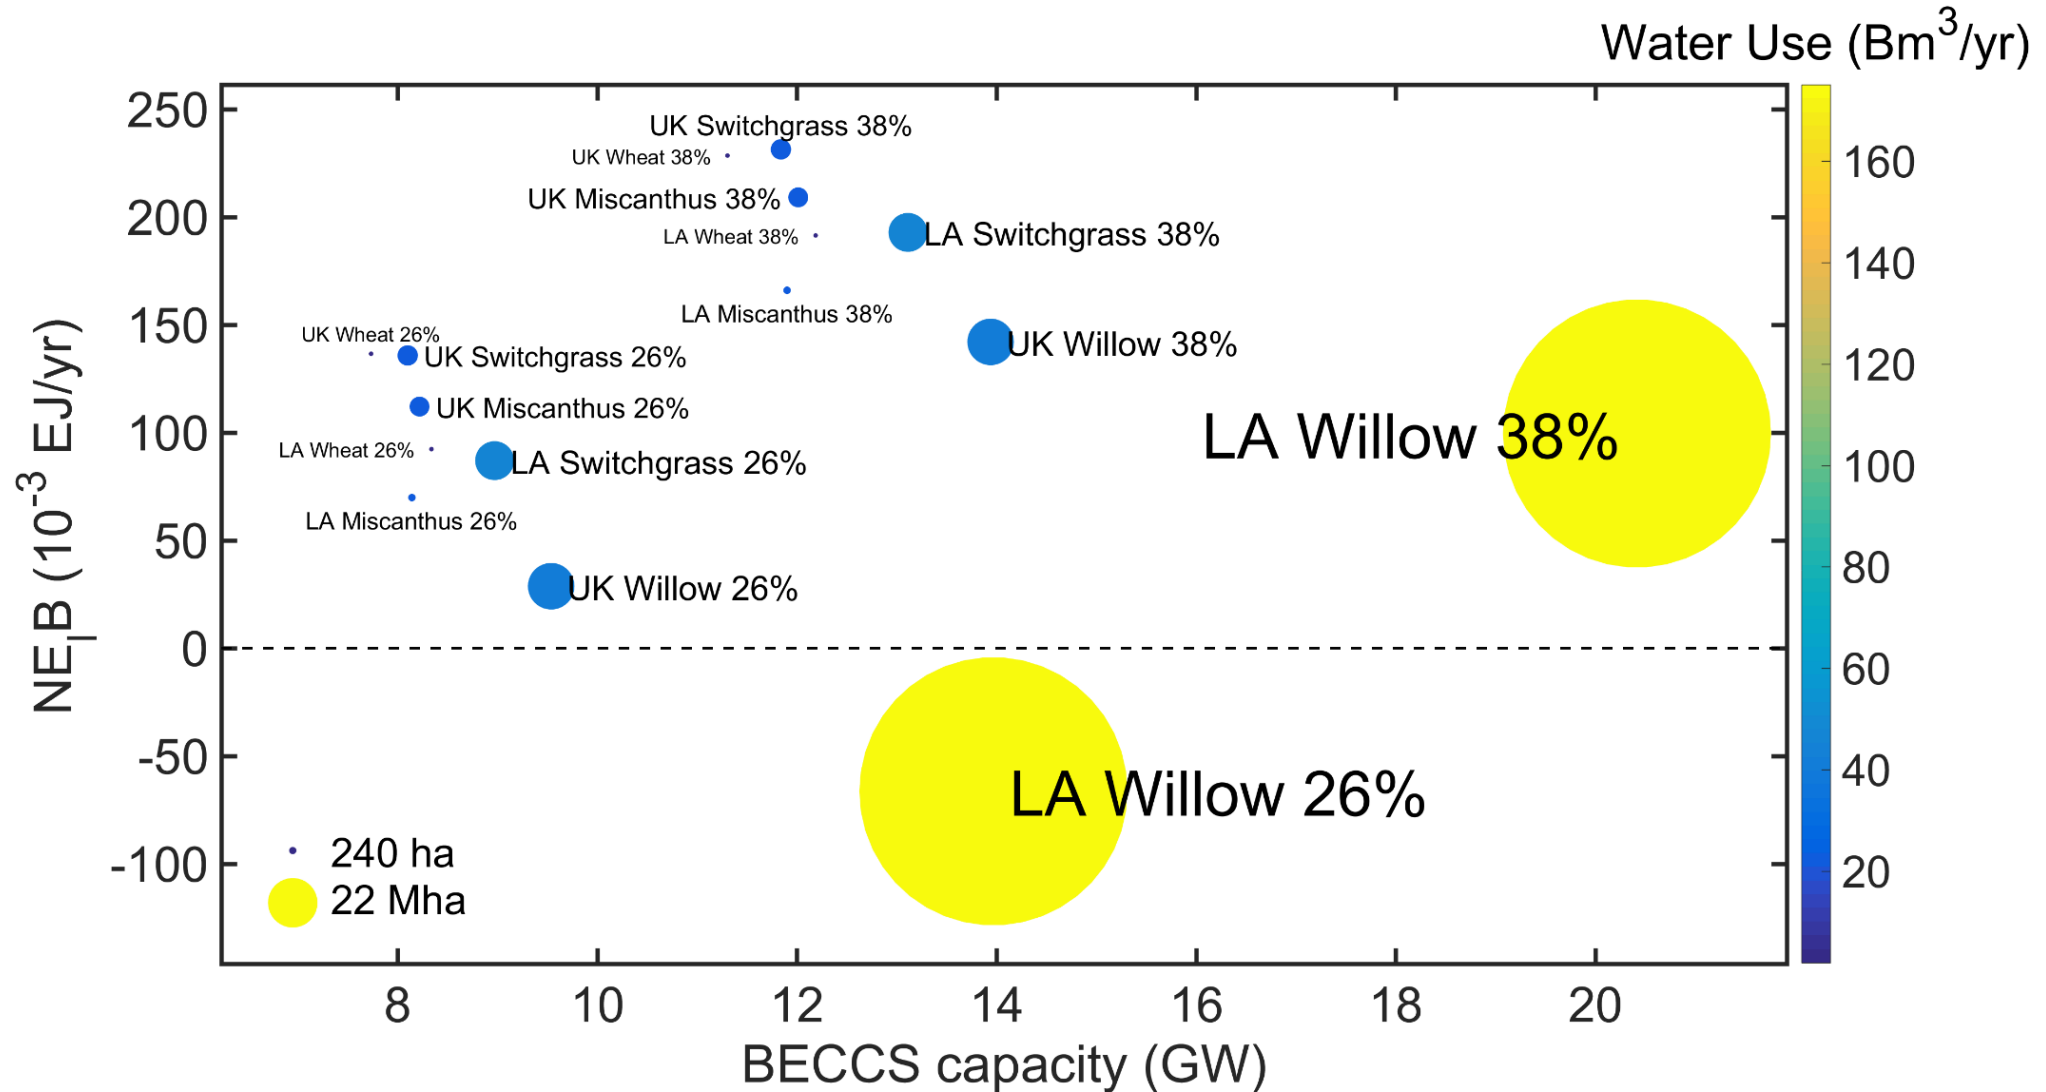 Water Use (Bm³/yr)
250
200
150
100
50
0
-50
-100
NE_IB (10⁻³ EJ/yr)
UK Switchgrass 38%
UK Wheat 38%
UK Miscanthus 38%
LA Wheat 38%
LA Switchgrass 38%
LA Miscanthus 38%
UK Wheat 26%
UK Switchgrass 26%
UK Willow 38%
UK Miscanthus 26%
LA Wheat 26%
LA Switchgrass 26%
LA Willow 38%
LA Miscanthus 26%
UK Willow 26%
LA Willow 26%
240 ha
22 Mha
160
140
120
100
80
60
40
20
8 10 12 14 16 18 20
BECCS capacity (GW)